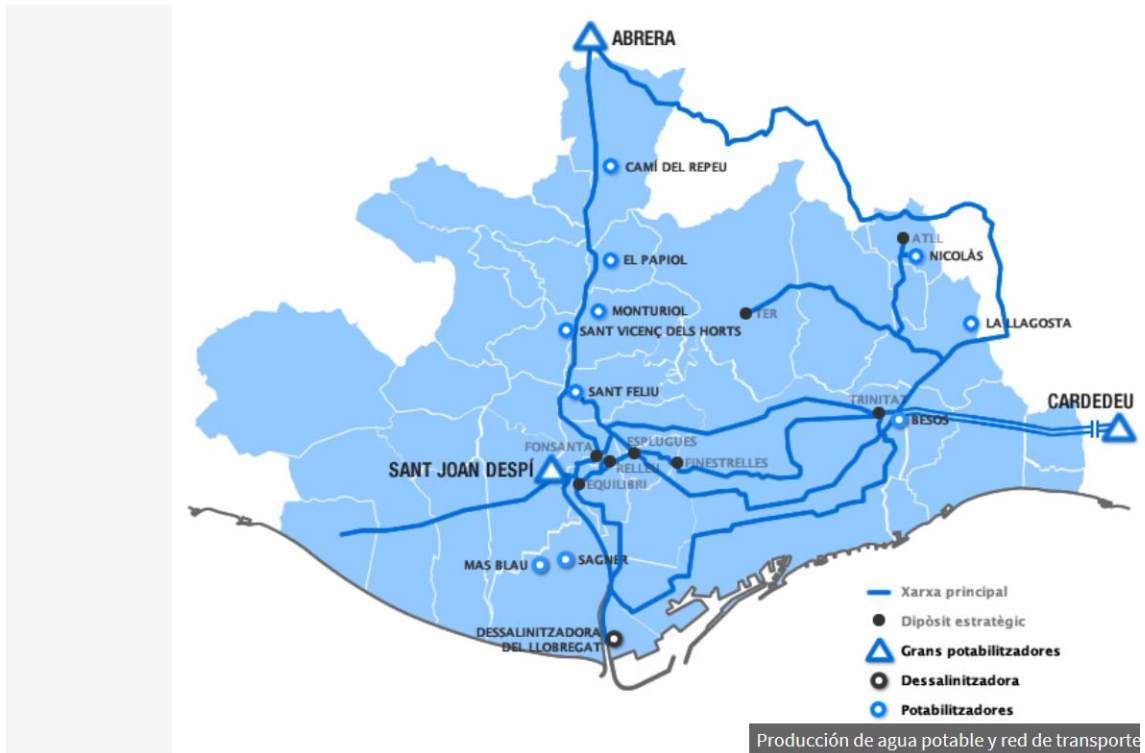 ABRERA
CAMÍ DEL REPEU
ATLL
NICOLÀS
EL PAPIOL
MONTURIOL
TER
LA LLAGOSTA
SANT VICENÇ DELS HORTS
SANT FELIU
TRINITAT
CARDEDEU
BESOS
FONSANTA
ESPLUGUES
SANT JOAN DESPÍ
RELLEU
FINESTRELLES
EQUILIBRI
MAS BLAU
SAGNER
DESSALINITZADORA
DEL LLOBREGAT
Xarxa principal
Dipòsit estratègic
Grans potabilitzadores
Dessalinitzadora
Potabilitzadores
Producción de agua potable y red de transporte